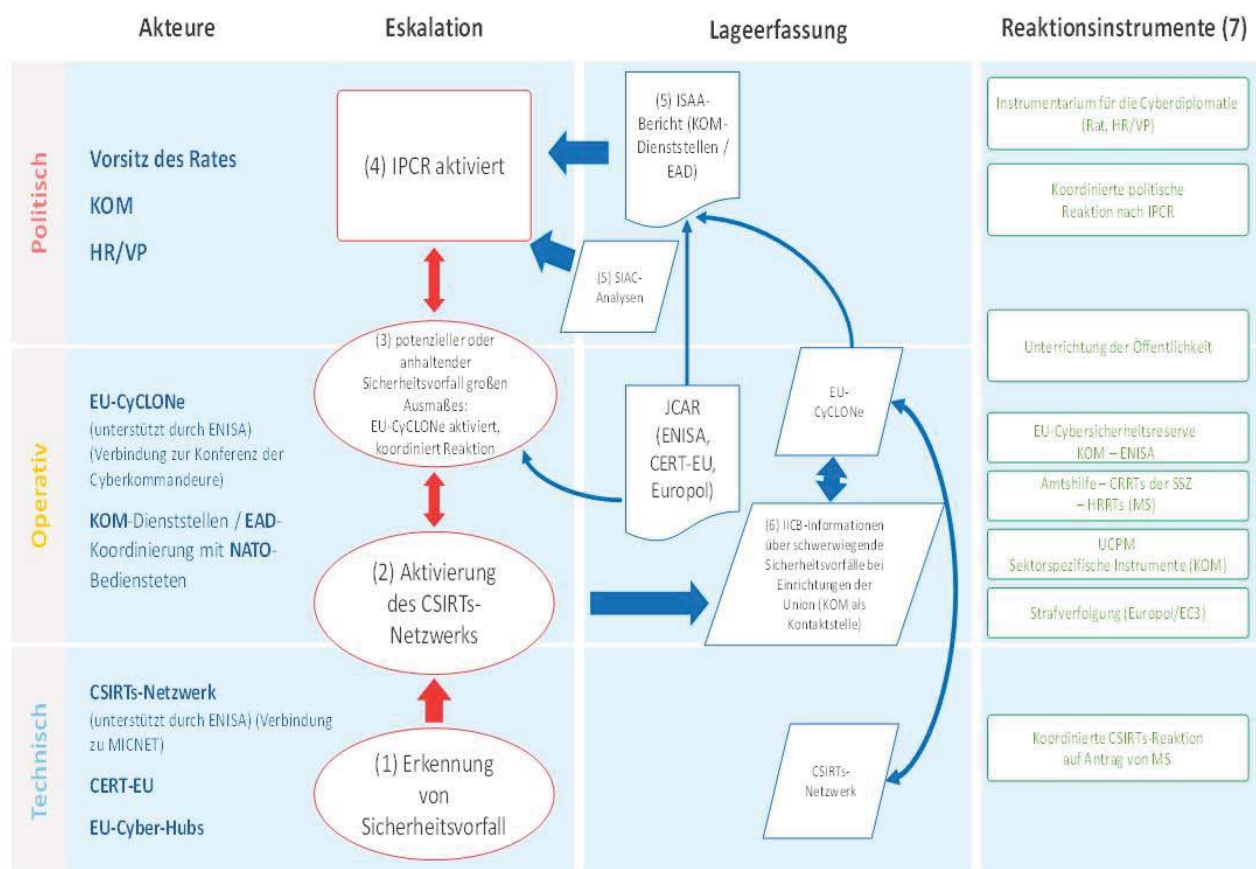 Akteure
Eskalation
Lageerfassung
Reaktionsinstrumente (7)
Politisch
Vorsitz des Rates
KOM
HR/VP
(4) IPCR aktiviert
(5) ISAA-
Bericht (KOM-
Dienststellen /
EAD)
(5) SIAC-
Analysen
Instrumentarium für die Cyberdiplomatie
(Rat, HR/VP)
Koordinierte politische
Reaktion nach IPCR
Unterrichtung der Öffentlichkeit
Operativ
EU-CyCLONe
(unterstützt durch ENISA)
(Verbindung zur Konferenz der
Cyberkommandeure)
KOM-Dienststellen / EAD-
Koordinierung mit NATO-
Bediensteten
(3) potenzieller oder
anhaltender
Sicherheitsvorfall großen
Ausmaßes:
EU-CyCLONe aktiviert,
koordiniert Reaktion
(2) Aktivierung
des CSIRTs-
Netzwerks
JCAR
(ENISA,
CERT-EU,
Europol)
EU-
CyCLONe
(6) IICB-Informationen
über schwerwiegende
Sicherheitsvorfälle bei
Einrichtungen der
Union (KOM als
Kontaktstelle)
EU-Cybersicherheitsreserve
KOM – ENISA
Amtshilfe – CRRTs der SSZ
– HRRTs (MS)
UCPM
Sektorspezifische Instrumente (KOM)
Strafverfolgung (Europol/EC3)
Technisch
CSIRTs-Netzwerk
(unterstützt durch ENISA) (Verbindung
zu MICNET)
CERT-EU
EU-Cyber-Hubs
(1) Erkennung
von
Sicherheitsvorfall
CSIRTs-
Netzwerk
Koordinierte CSIRTs-Reaktion
auf Antrag von MS